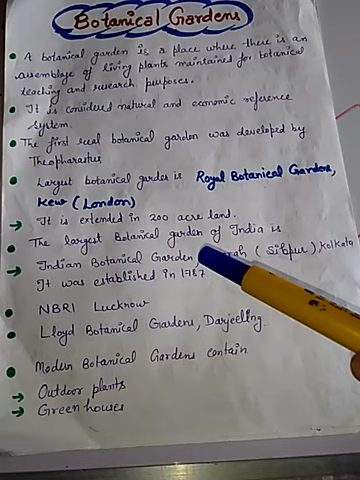 Botanical Gardens
A botanical garden is a place where there is an
assemblage of living plants maintained for botanical
teaching and research purposes.
It is considered natural and economic reference
system.
The first real botanical garden was developed by
Theopharastus
Largest botanical garden is Royal Botanical Gardens,
Kew (London)
→ It is extended in 200 acre land.
The largest Botanical garden of India is
→ Indian Botanical Garden (Sibpur), Kolkata
It was established in 1787
NBRI Lucknow
Lloyd Botanical Gardens, Darjeeling.
Modern Botanical Gardens contain
→ Outdoor plants
→ Green houses